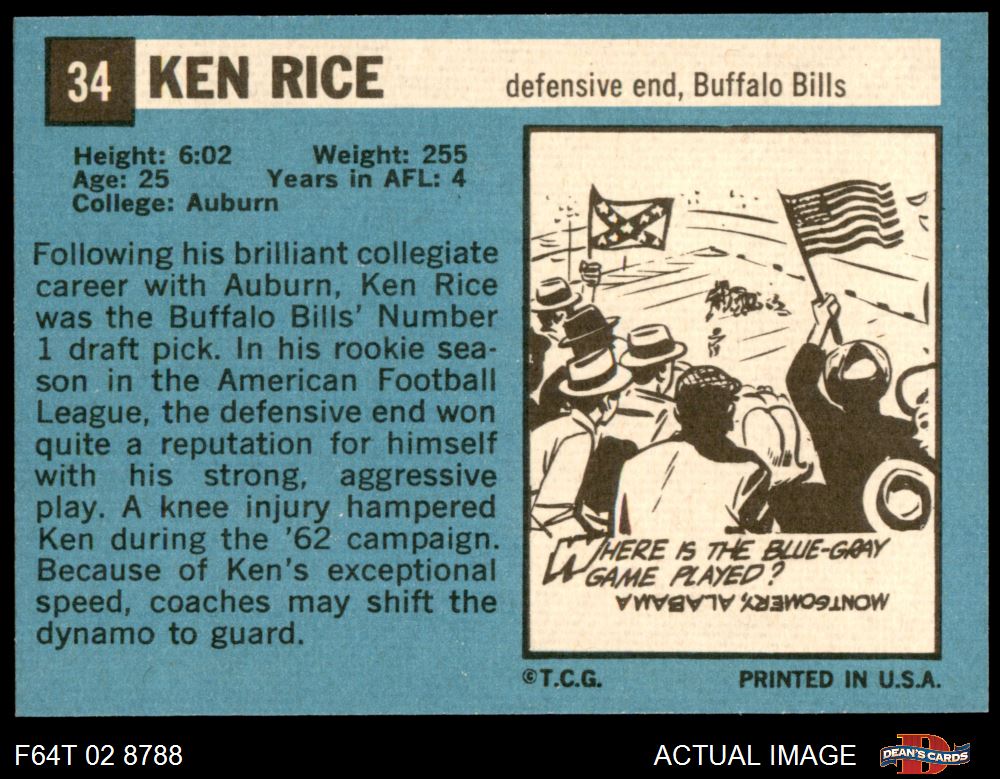 34 KEN RICE defensive end, Buffalo Bills
Height: 6:02 Weight: 255
Age: 25 Years in AFL: 4
College: Auburn
Following his brilliant collegiate
career with Auburn, Ken Rice
was the Buffalo Bills' Number
1 draft pick. In his rookie sea-
son in the American Football
League, the defensive end won
quite a reputation for himself
with his strong, aggressive
play. A knee injury hampered
Ken during the '62 campaign.
Because of Ken's exceptional
speed, coaches may shift the
dynamo to guard.
WHERE IS THE BLUE-GRAY
GAME PLAYED?
MONTGOMERY, ALABAMA
©T.C.G. PRINTED IN U.S.A.
F64T 02 8788 ACTUAL IMAGE DEAN'S CARDS